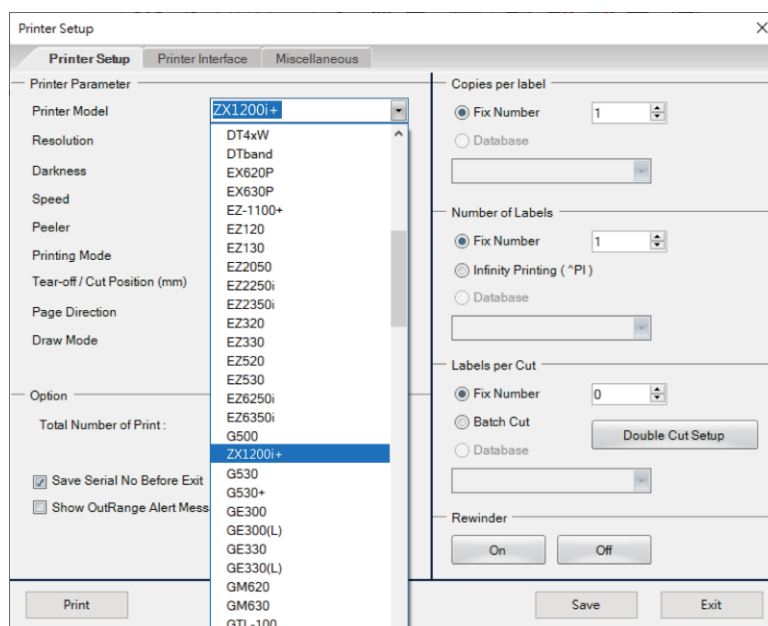 Printer Setup
Printer Setup
Printer Interface
Miscellaneous
Printer Parameter
Printer Model
ZX1200i+
Resolution
Darkness
Speed
Peeler
Printing Mode
Tear-off / Cut Position (mm)
Page Direction
Draw Mode
DT4xW
DTband
EX620P
EX630P
EZ-1100+
EZ120
EZ130
EZ2050
EZ2250i
EZ2350i
EZ320
EZ330
EZ520
EZ530
EZ6250i
EZ6350i
G500
ZX1200i+
G530
G530+
GE300
GE300(L)
GE330
GE330(L)
GM620
GM630
GTL-100
Option
Total Number of Print :
Save Serial No Before Exit
Show OutRange Alert Mess
Copies per label
Fix Number
1
Database
Number of Labels
Fix Number
1
Infinity Printing ( ^PI )
Database
Labels per Cut
Fix Number
0
Batch Cut
Double Cut Setup
Database
Rewinder
On
Off
Print
Save
Exit